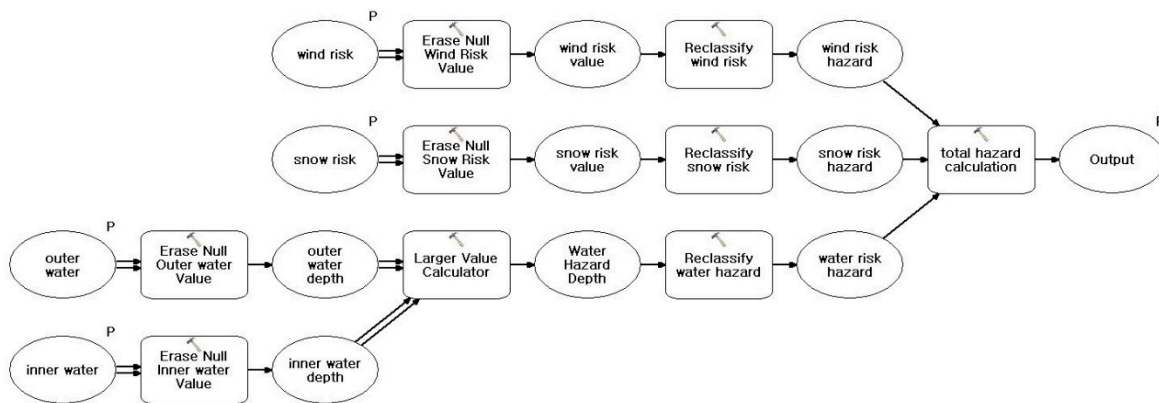 P
wind risk
Erase Null
Wind Risk
Value
wind risk
value
Reclassify
wind risk
wind risk
hazard
P
snow risk
Erase Null
Snow Risk
Value
snow risk
value
Reclassify
snow risk
snow risk
hazard
total hazard
calculation
P
Output
P
outer
water
Erase Null
Outer water
Value
outer
water
depth
Larger Value
Calculator
Water
Hazard
Depth
Reclassify
water hazard
water risk
hazard
P
inner water
Erase Null
Inner water
Value
inner water
depth